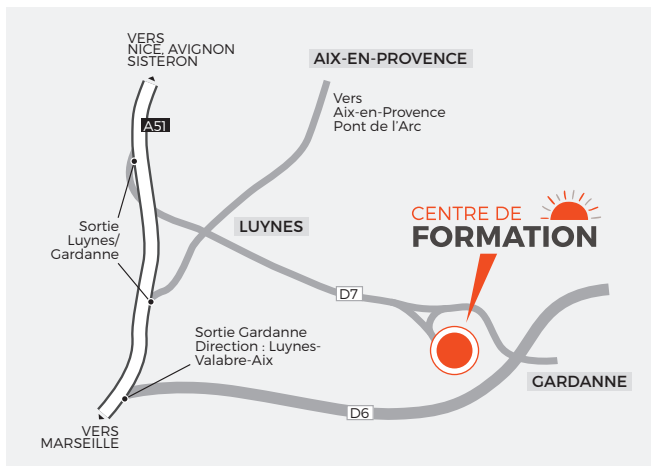 VERS
NICE, AVIGNON
SISTERON
AIX-EN-PROVENCE
Vers
Aix-en-Provence
Pont de l'Arc
A51
Sortie
Luynes/
Gardanne
LUYNES
CENTRE DE
FORMATION
D7
Sortie Gardanne
Direction : Luynes-
Valabre-Aix
GARDANNE
D6
VERS
MARSEILLE